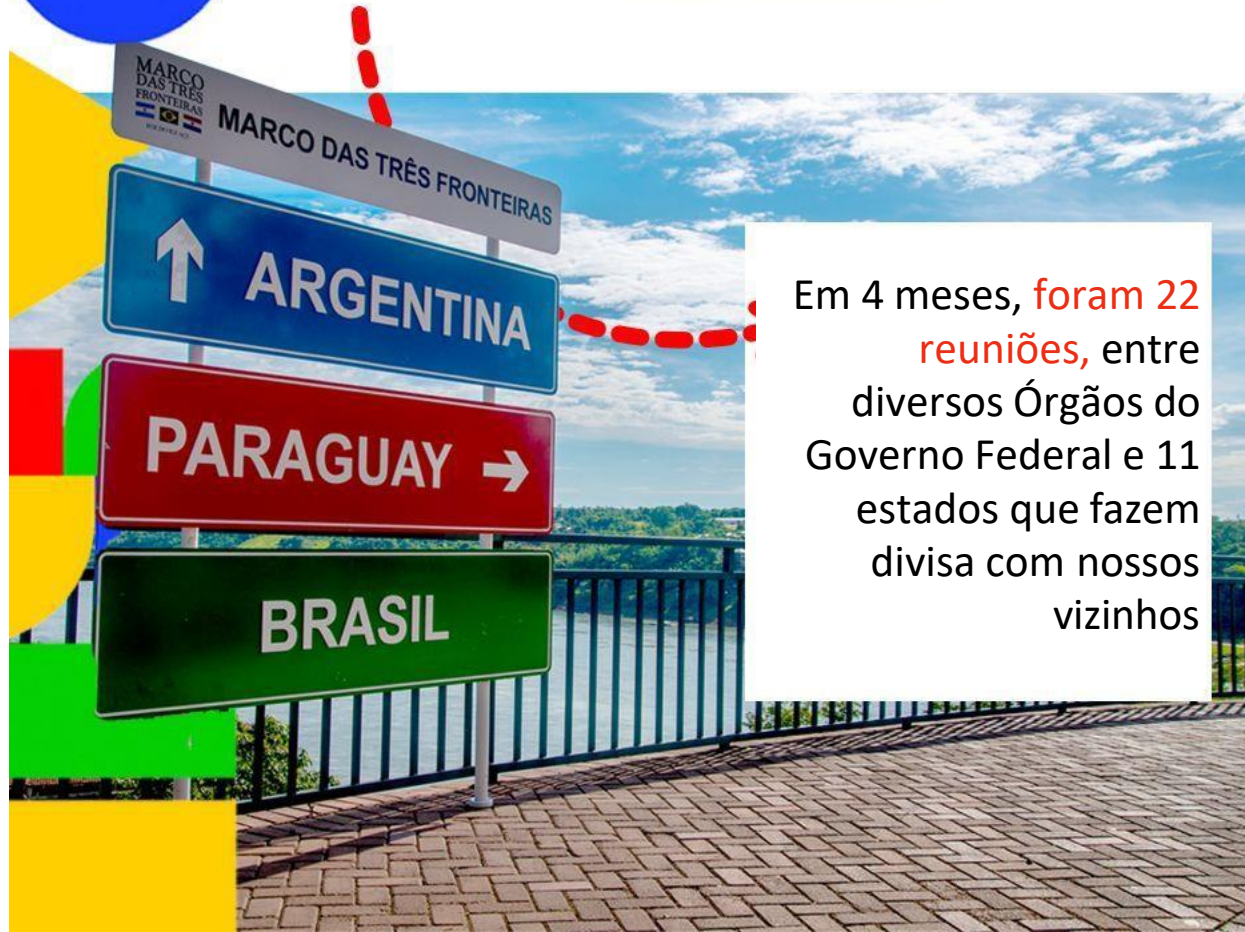 MARCO
DAS TRÊS
FRONTEIRAS
MARCO DAS TRÊS FRONTEIRAS
ARGENTINA
PARAGUAY
BRASIL
Em 4 meses, foram 22
reuniões, entre
diversos Órgãos do
Governo Federal e 11
estados que fazem
divisa com nossos
vizinhos